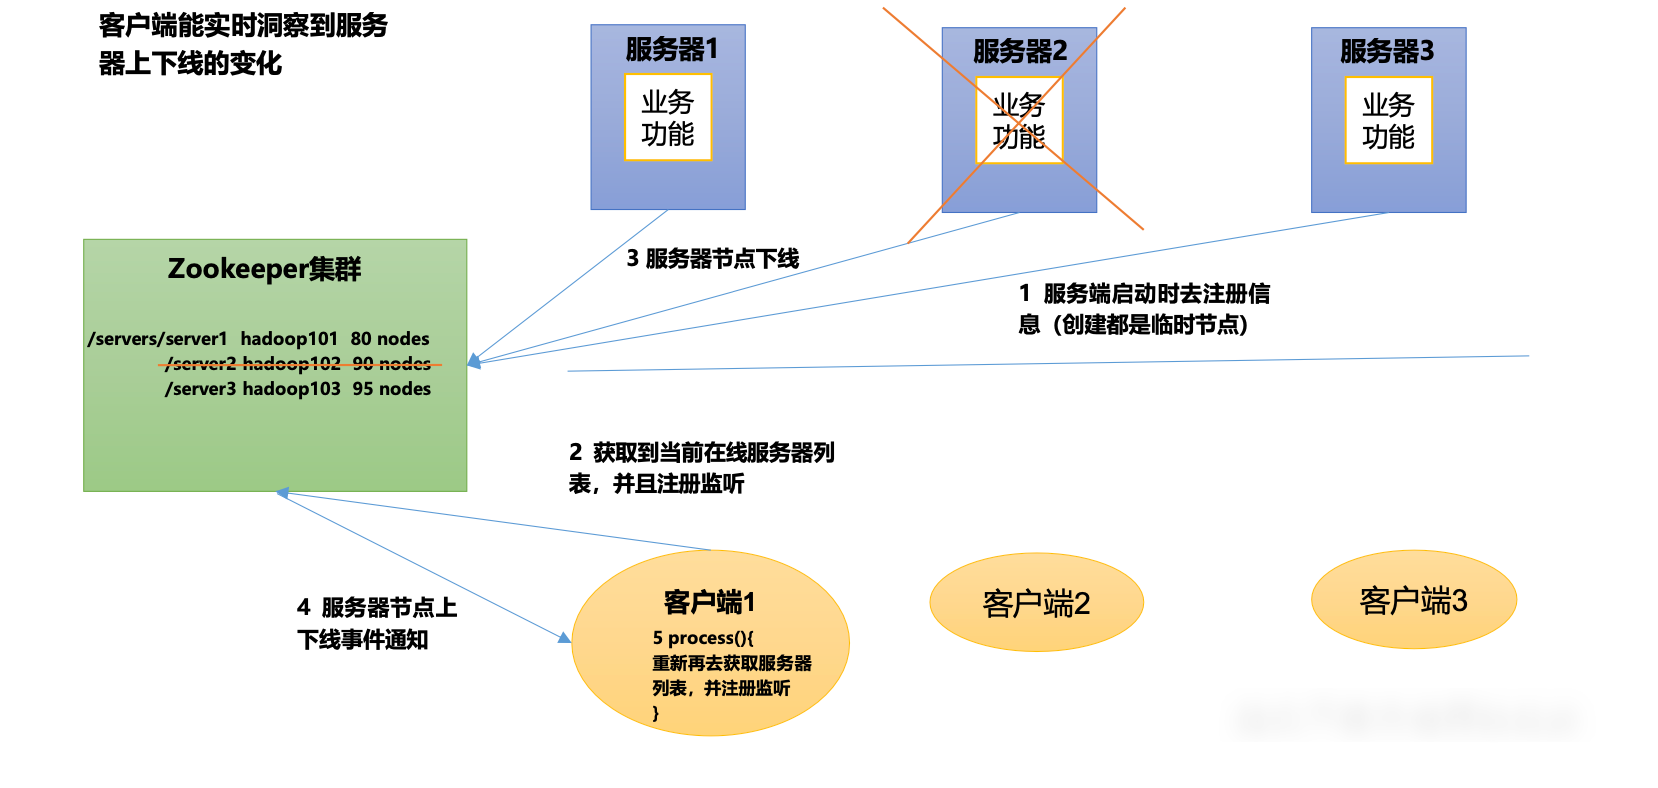 客户端能实时洞察到服务
器上下线的变化
服务器1
业务
功能
服务器2
业务
功能
服务器3
业务
功能
3 服务器节点下线
1 服务端启动时去注册信
息（创建都是临时节点）
Zookeeper集群
/servers/server1 hadoop101 80 nodes
/server2 hadoop102 90 nodes
/server3 hadoop103 95 nodes
2 获取到当前在线服务器列
表，并且注册监听
4 服务器节点上
下线事件通知
客户端1
5 process(){
重新再去获取服务器
列表，并注册监听
}
客户端2
客户端3